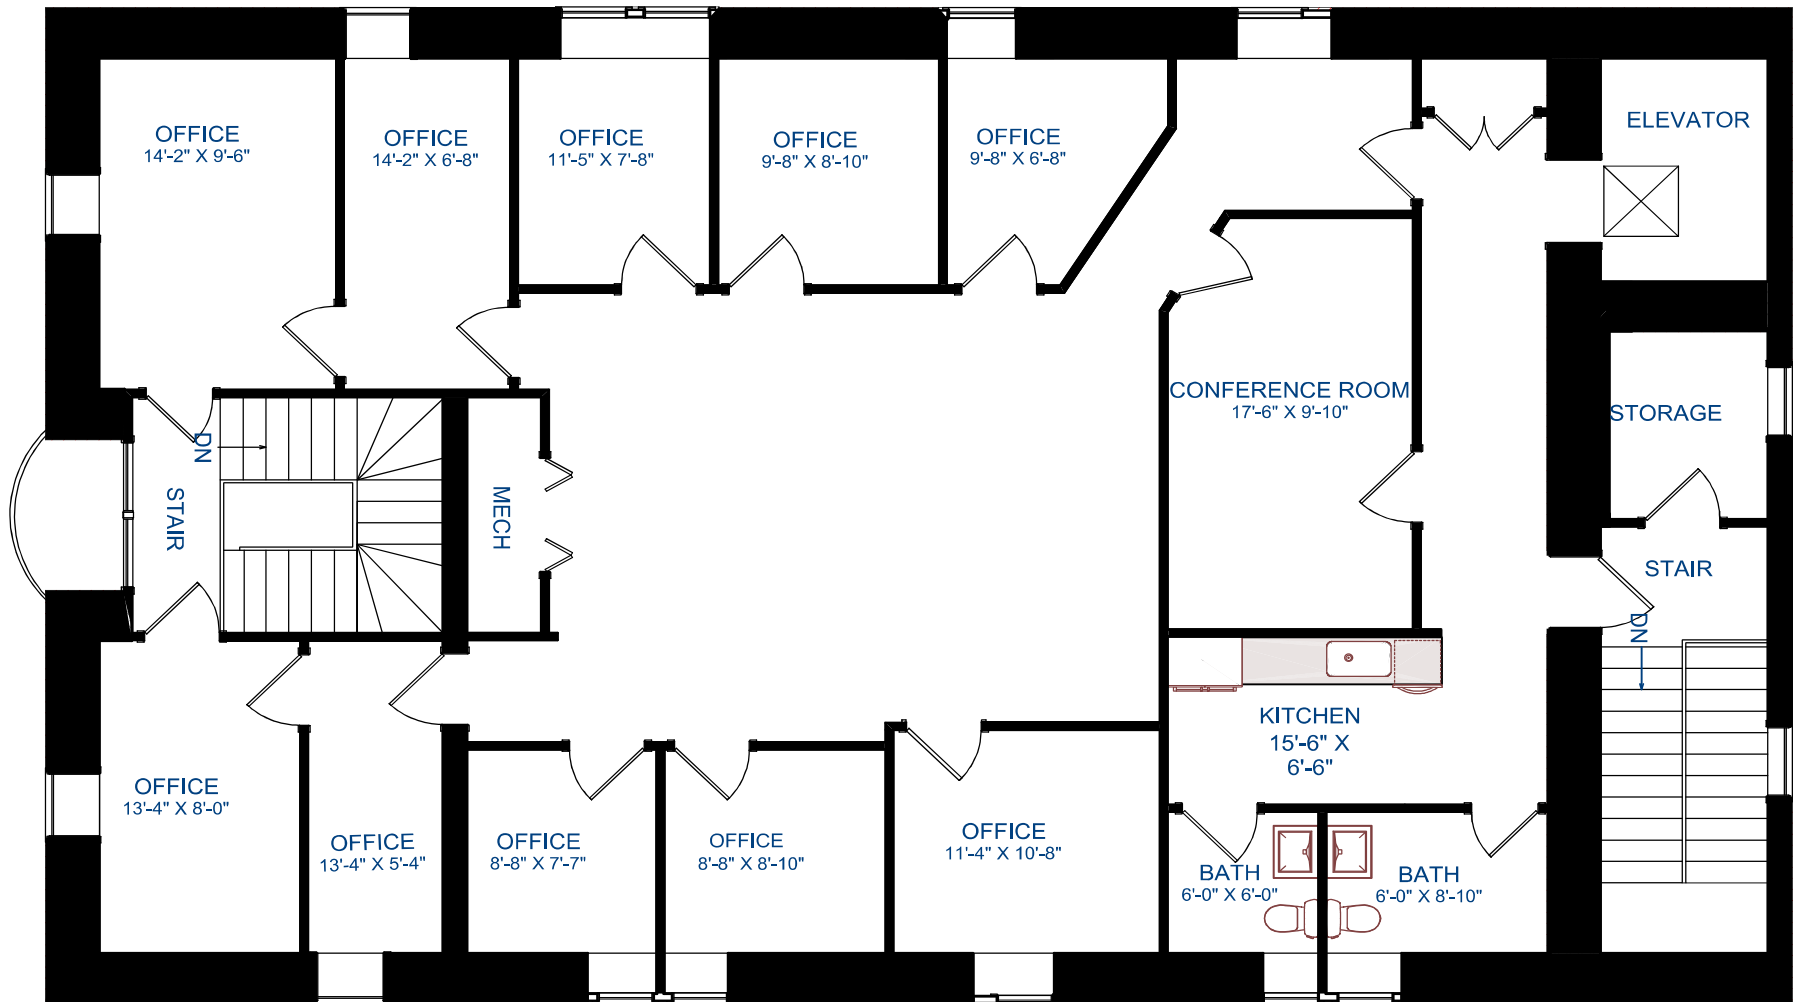 OFFICE
14'-2" X 9'-6"
OFFICE
14'-2" X 6'-8"
OFFICE
11'-5" X 7'-8"
OFFICE
9'-8" X 8'-10"
OFFICE
9'-8" X 6'-8"
ELEVATOR
CONFERENCE ROOM
17'-6" X 9'-10"
STORAGE
DN
STAIR
MECH
STAIR
DN
KITCHEN
15'-6" X
6'-6"
OFFICE
13'-4" X 8'-0"
OFFICE
13'-4" X 5'-4"
OFFICE
8'-8" X 7'-7"
OFFICE
8'-8" X 8'-10"
OFFICE
11'-4" X 10'-8"
BATH
6'-0" X 6'-0"
BATH
6'-0" X 8'-10"